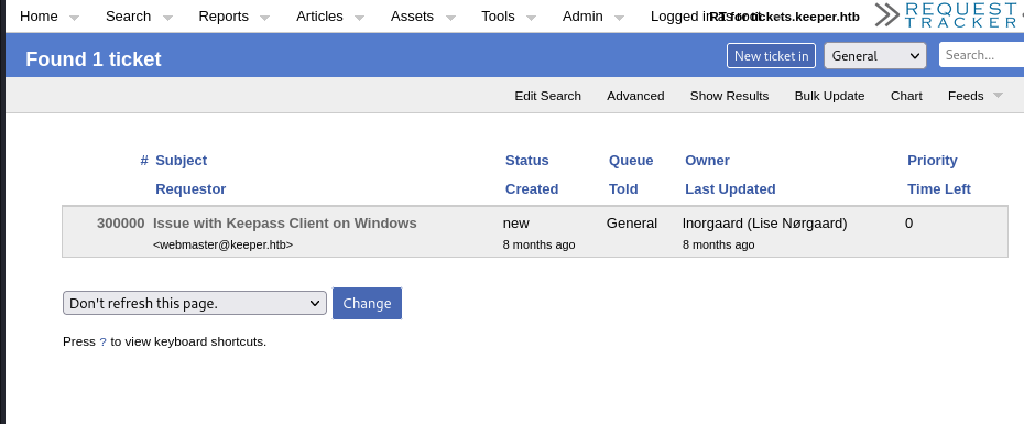 Home Search Reports Articles Assets Tools Admin Logged in as root RT for tickets.keeper.htb REQUEST TRACKER
Found 1 ticket New ticket in General Search...
Edit Search Advanced Show Results Bulk Update Chart Feeds
# Subject Status Queue Owner Priority
Requestor Created Told Last Updated Time Left
300000 Issue with Keepass Client on Windows new General lnorgaard (Lise Nørgaard) 0
<webmaster@keeper.htb> 8 months ago 8 months ago
Don't refresh this page. Change
Press ? to view keyboard shortcuts.